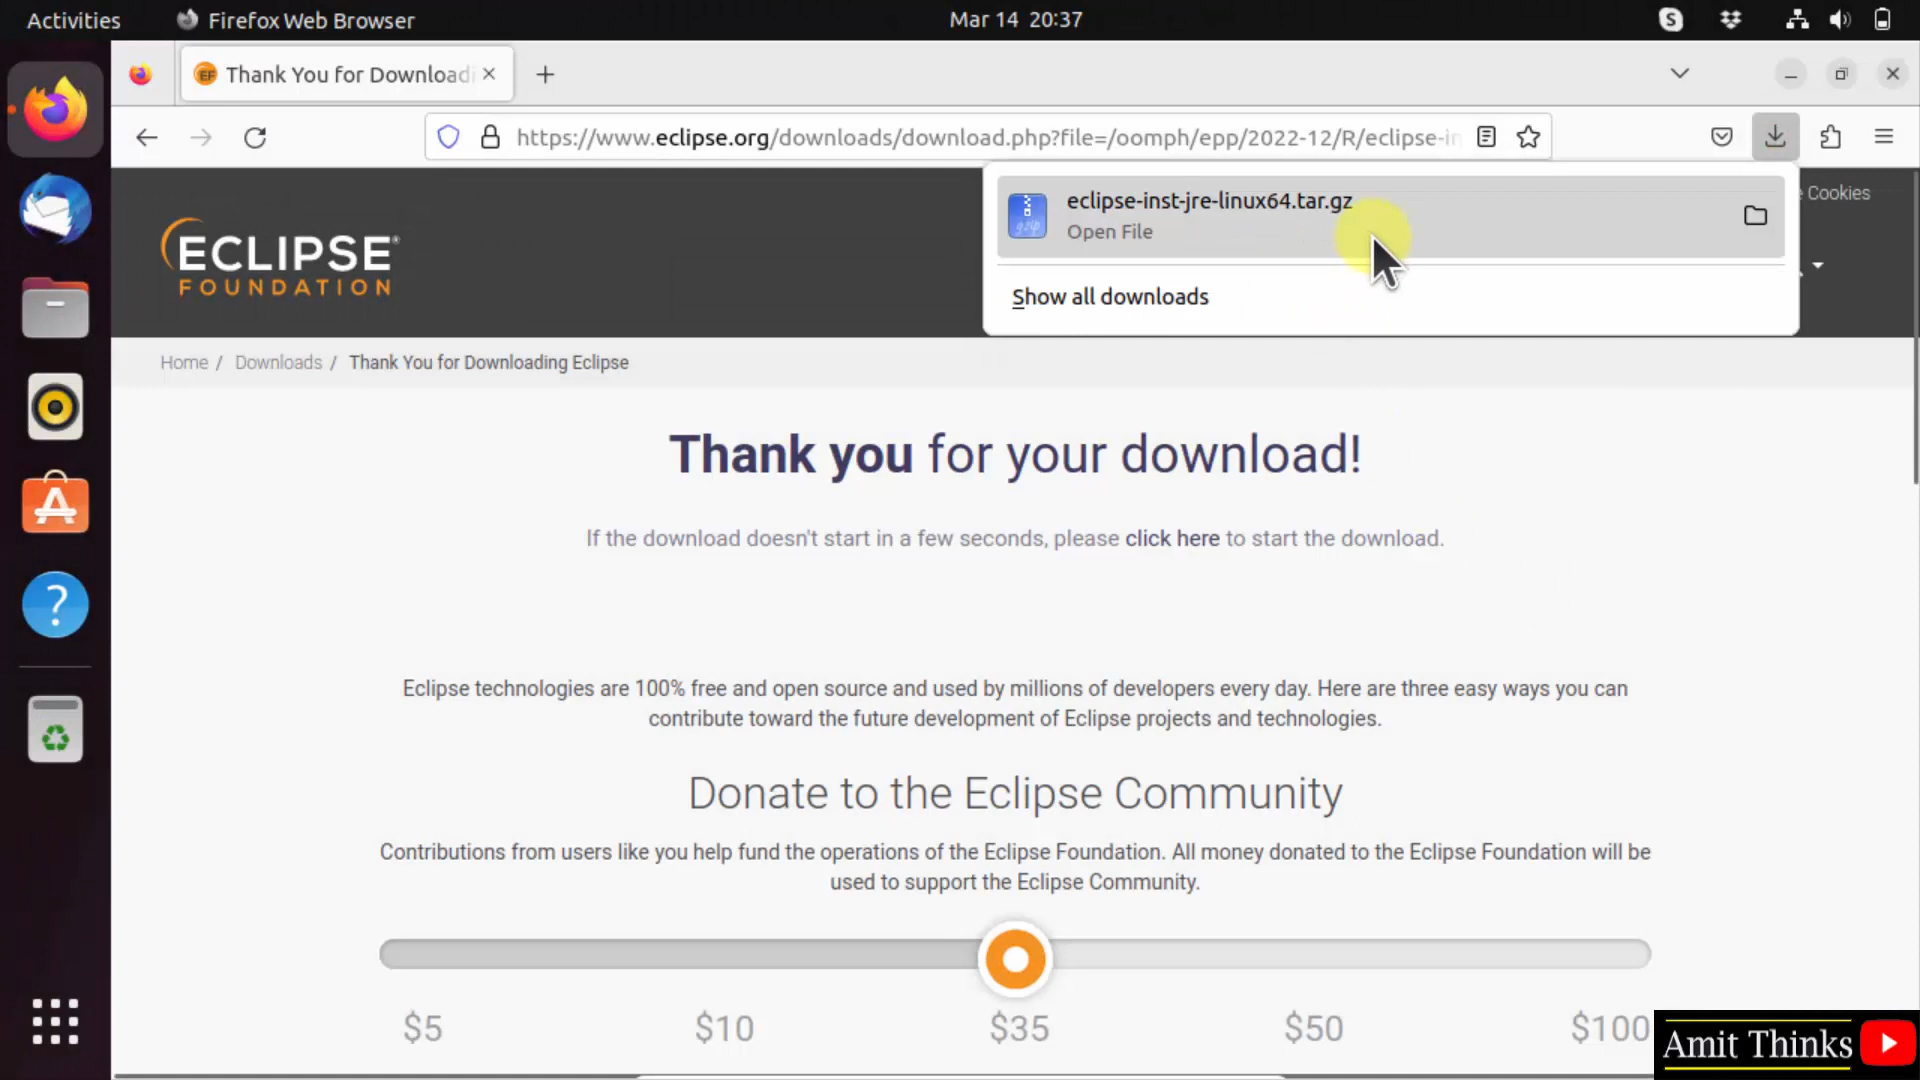 Activities
Firefox Web Browser
Mar 14 20:37
Thank You for Downloadi
https://www.eclipse.org/downloads/download.php?file=/oomph/epp/2022-12/R/eclipse-in
eclipse-inst-jre-linux64.tar.gz
Open File
gzip
Show all downloads
Cookies
ECLIPSE®
FOUNDATION
Home / Downloads / Thank You for Downloading Eclipse
Thank you for your download!
If the download doesn't start in a few seconds, please click here to start the download.
Eclipse technologies are 100% free and open source and used by millions of developers every day. Here are three easy ways you can
contribute toward the future development of Eclipse projects and technologies.
Donate to the Eclipse Community
Contributions from users like you help fund the operations of the Eclipse Foundation. All money donated to the Eclipse Foundation will be
used to support the Eclipse Community.
$5 $10 $35 $50 $100
Amit Thinks